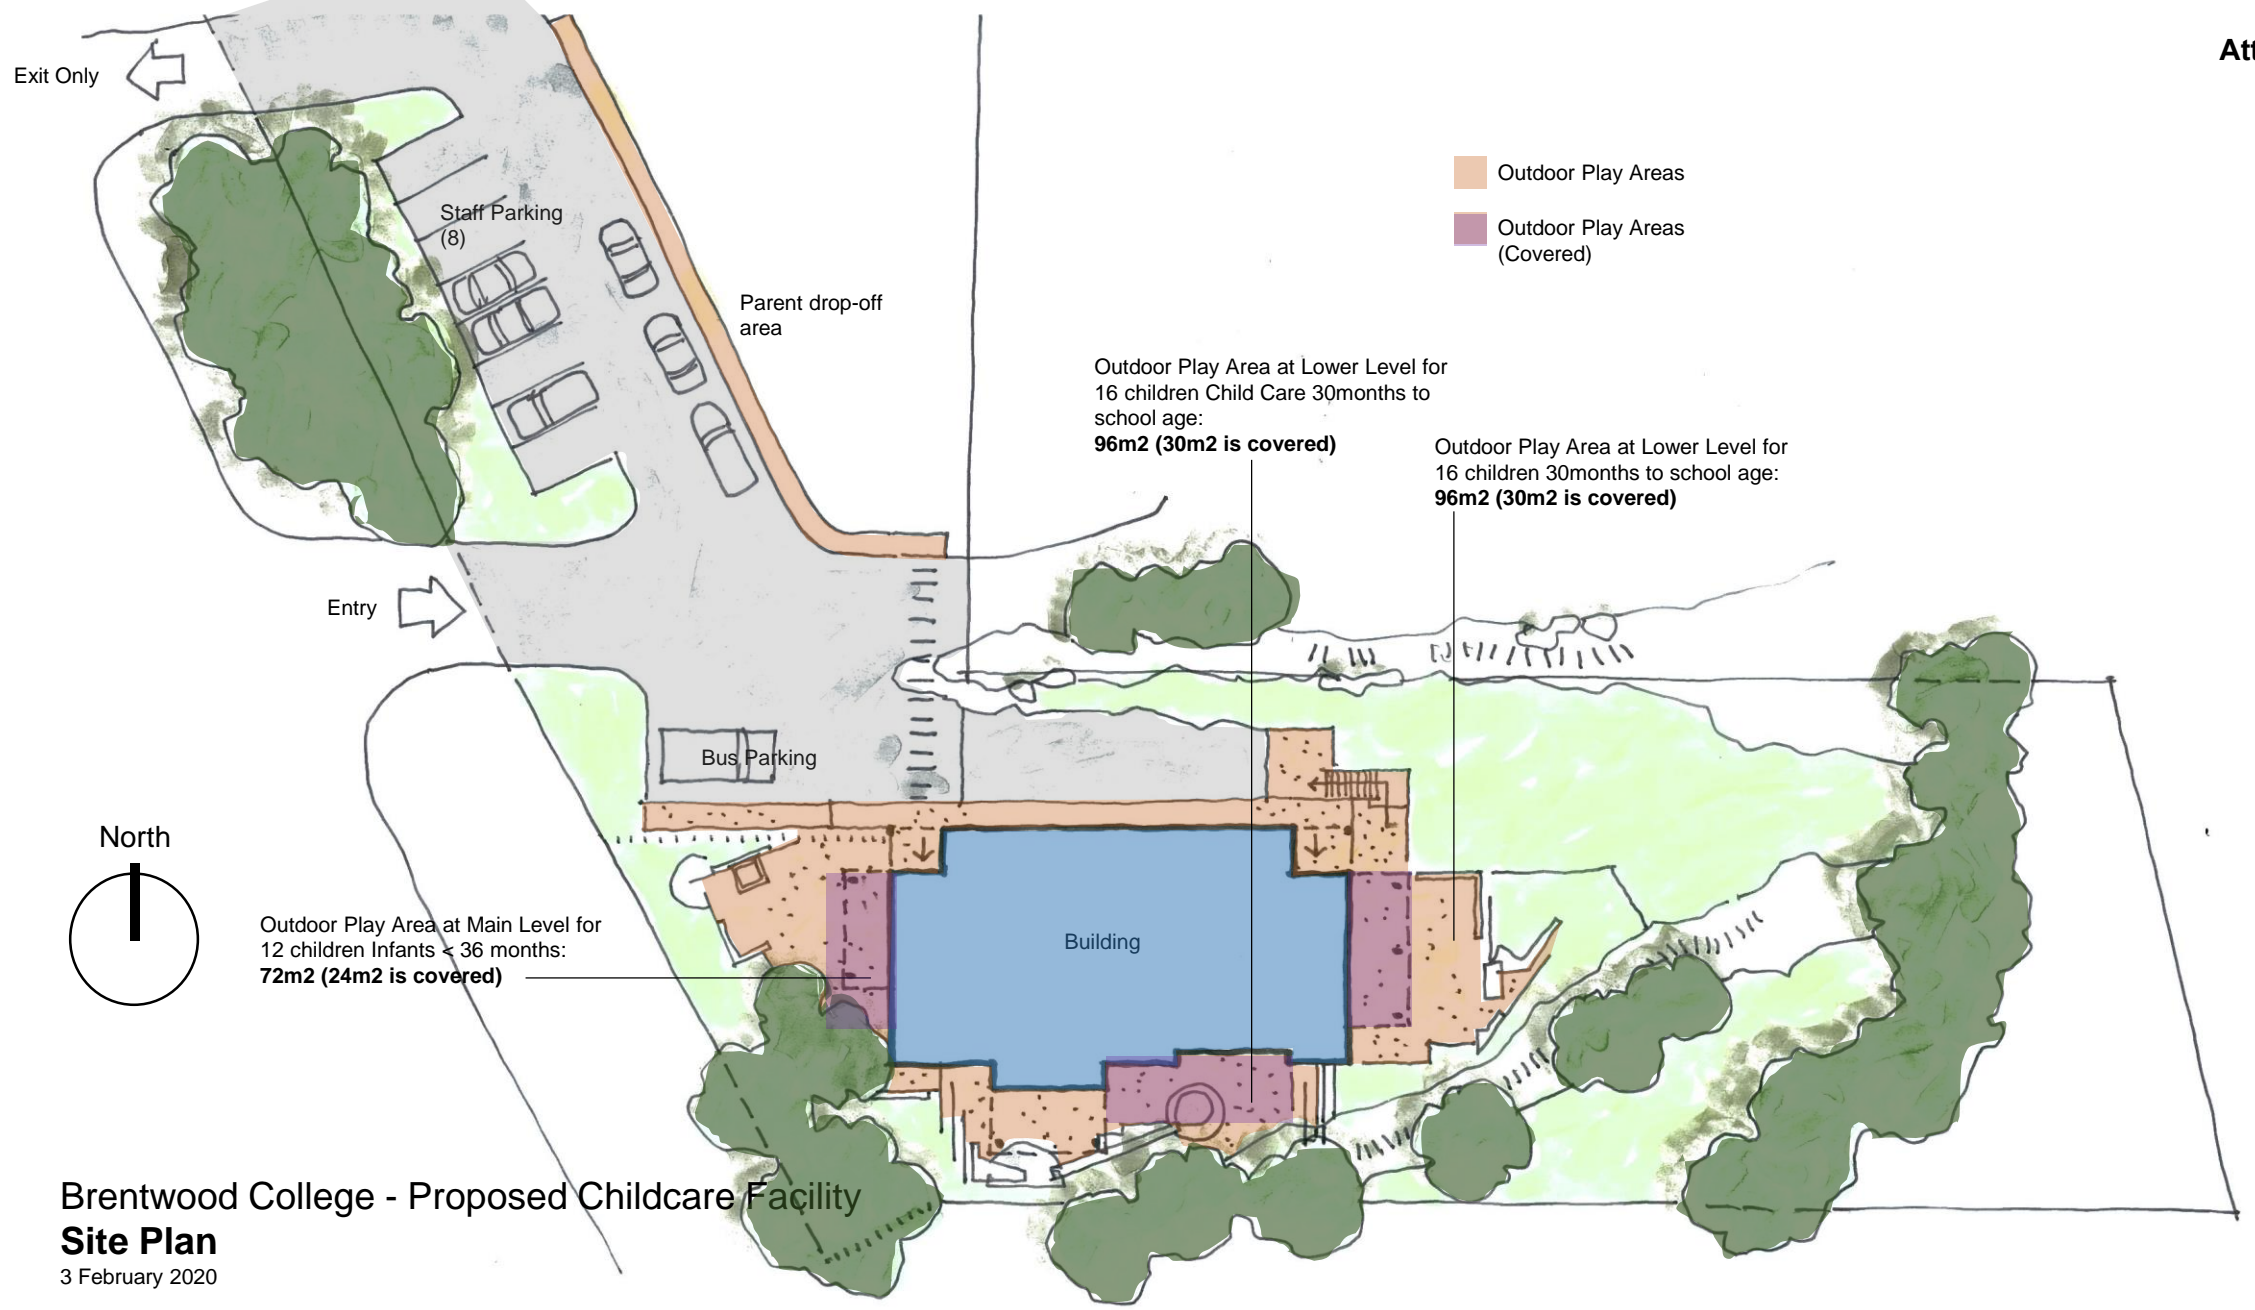 Att
Exit Only
Outdoor Play Areas
Outdoor Play Areas
(Covered)
Staff Parking
(8)
Parent drop-off
area
Outdoor Play Area at Lower Level for
16 children Child Care 30months to
school age:
96m2 (30m2 is covered)
Outdoor Play Area at Lower Level for
16 children 30months to school age:
96m2 (30m2 is covered)
Entry
Bus Parking
North
Outdoor Play Area at Main Level for
12 children Infants < 36 months:
72m2 (24m2 is covered)
Building
Brentwood College - Proposed Childcare Facility
Site Plan
3 February 2020